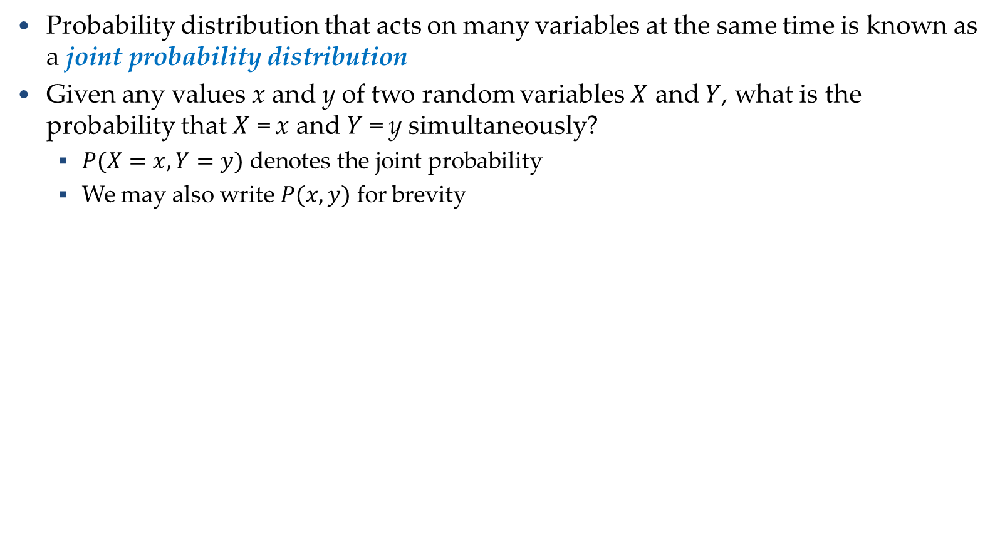 • Probability distribution that acts on many variables at the same time is known as
a joint probability distribution
• Given any values x and y of two random variables X and Y, what is the
probability that X = x and Y = y simultaneously?
▪ P(X = x, Y = y) denotes the joint probability
▪ We may also write P(x, y) for brevity